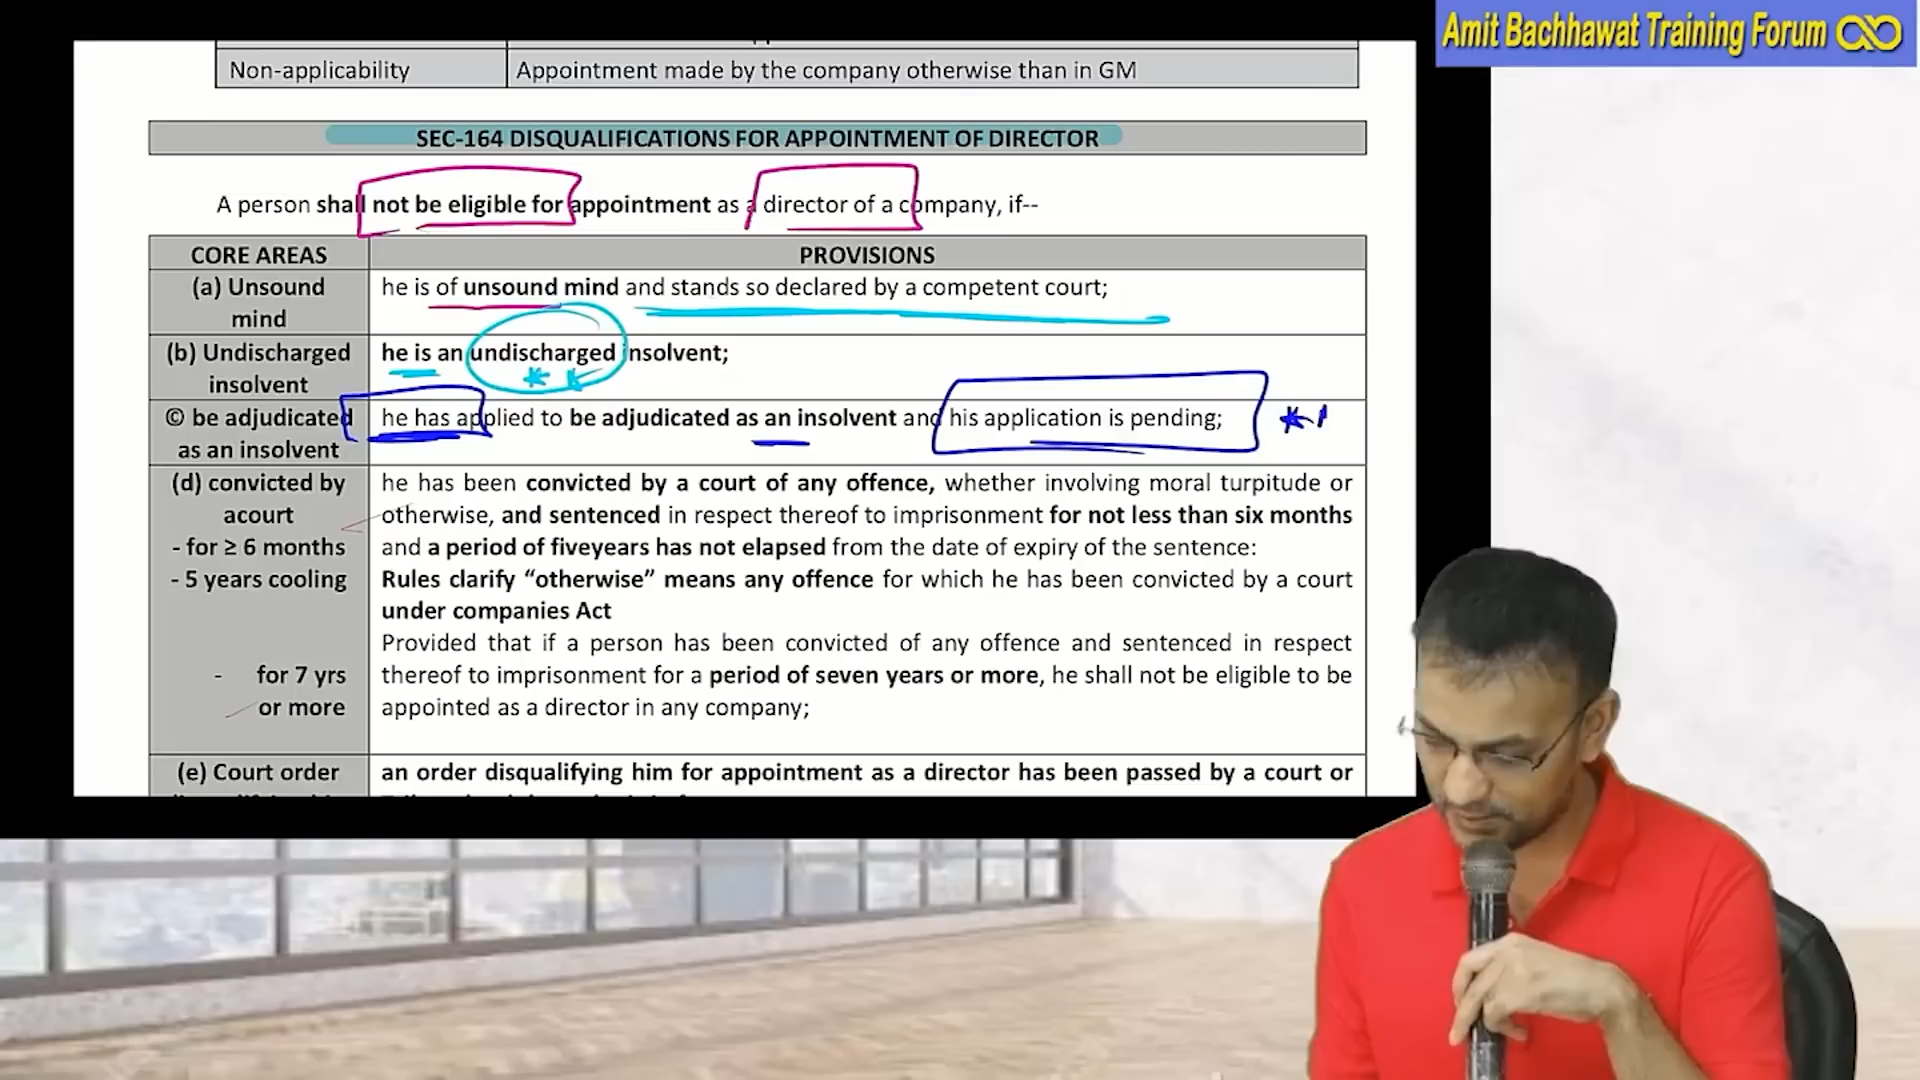 Amit Bachhawat Training Forum
Non-applicability
Appointment made by the company otherwise than in GM
SEC-164 DISQUALIFICATIONS FOR APPOINTMENT OF DIRECTOR
A person shall not be eligible for appointment as a director of a company, if--
CORE AREAS
PROVISIONS
(a) Unsound
mind
he is of unsound mind and stands so declared by a competent court;
(b) Undischarged
insolvent
he is an undischarged insolvent;
© be adjudicated
as an insolvent
he has applied to be adjudicated as an insolvent and his application is pending;
(d) convicted by
acourt
- for ≥ 6 months
- 5 years cooling
- for 7 yrs
or more
he has been convicted by a court of any offence, whether involving moral turpitude or
otherwise, and sentenced in respect thereof to imprisonment for not less than six months
and a period of fiveyears has not elapsed from the date of expiry of the sentence:
Rules clarify “otherwise” means any offence for which he has been convicted by a court
under companies Act
Provided that if a person has been convicted of any offence and sentenced in respect
thereof to imprisonment for a period of seven years or more, he shall not be eligible to be
appointed as a director in any company;
(e) Court order
an order disqualifying him for appointment as a director has been passed by a court or